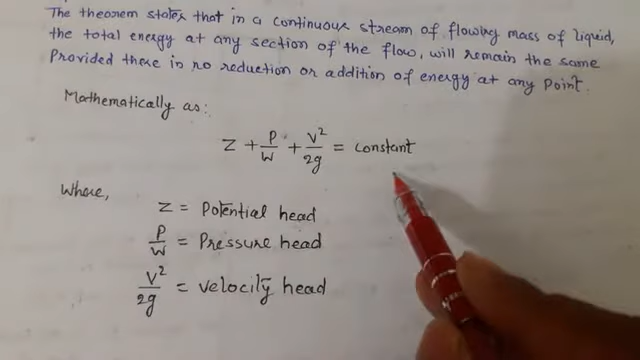 The theorem states that in a continuous stream of flowing mass of liquid,
the total energy at any section of the flow, will remain the same
Provided there is no reduction or addition of energy at any Point.
Mathematically as:
Z + P/W + V²/2g = constant
Where,
Z = Potential head
P/W = Pressure head
V²/2g = velocity head